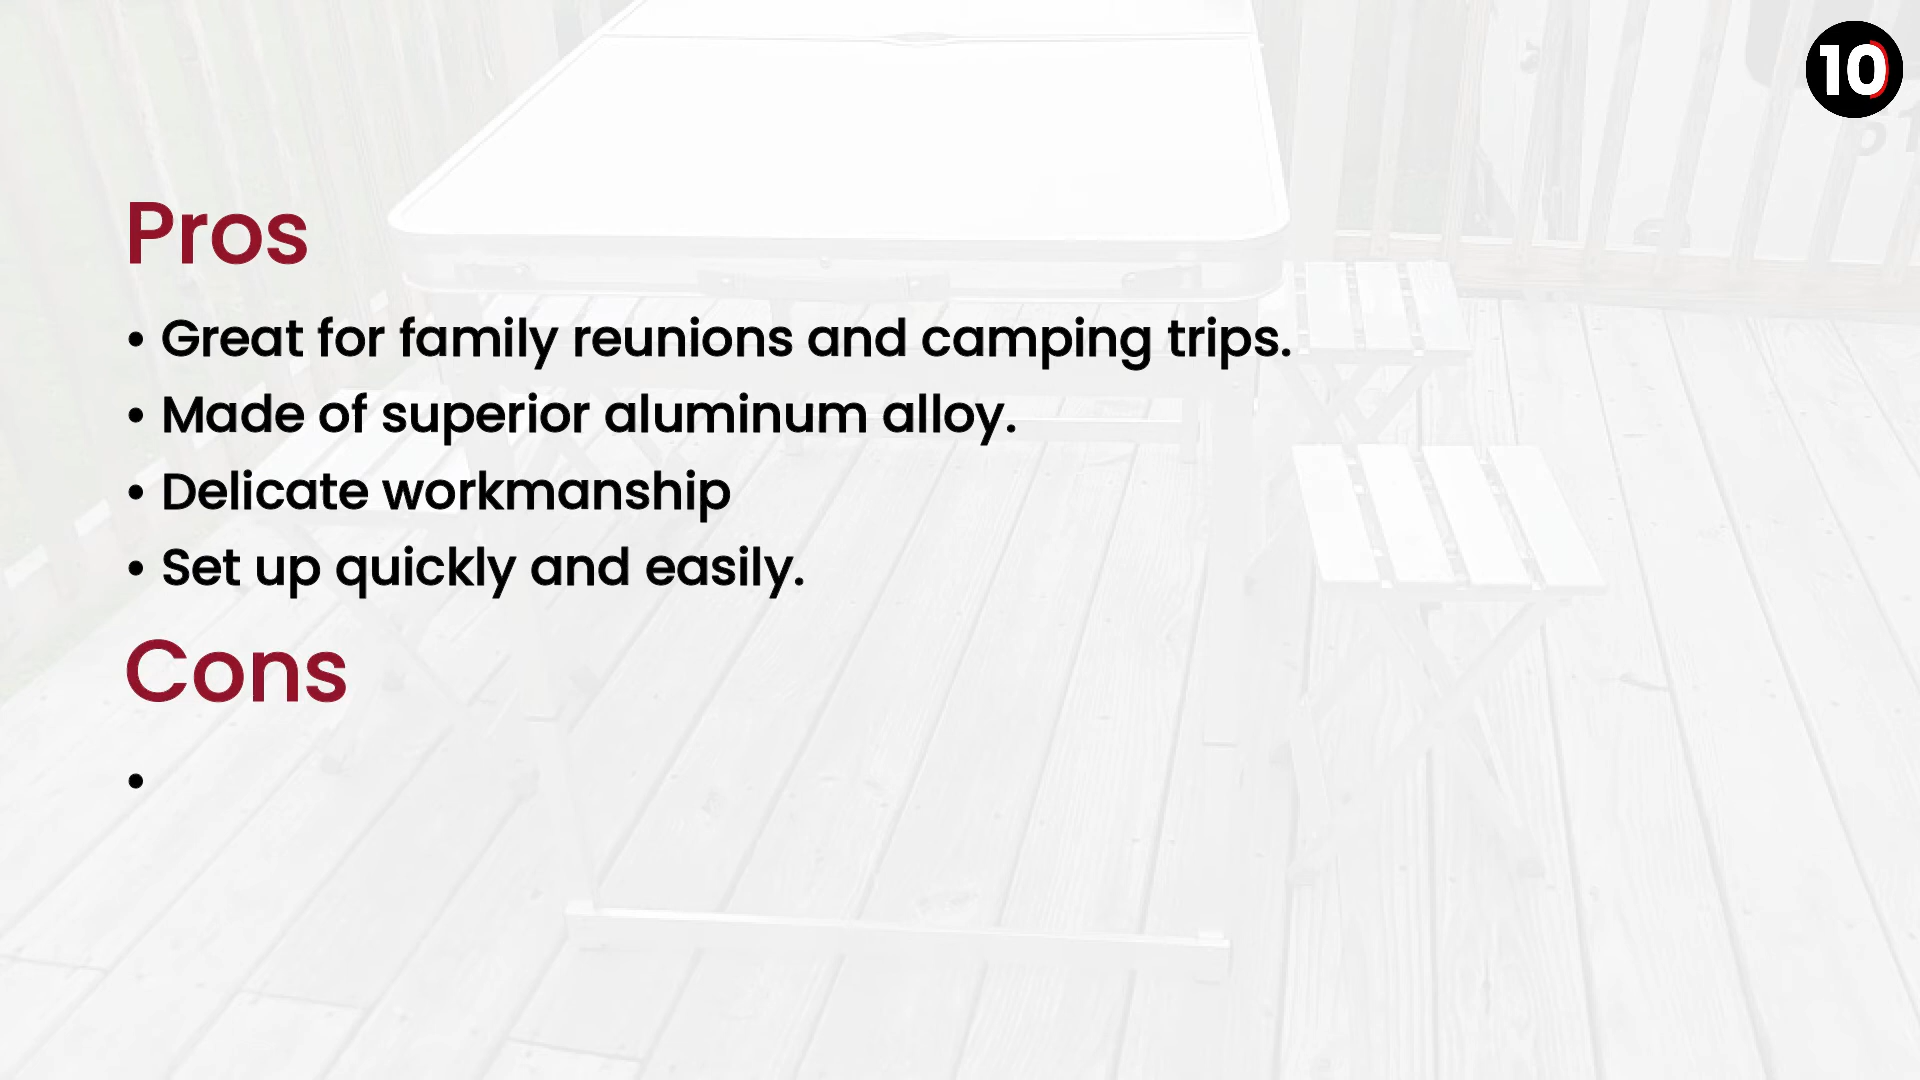 10
Pros
• Great for family reunions and camping trips.
• Made of superior aluminum alloy.
• Delicate workmanship
• Set up quickly and easily.
Cons
•